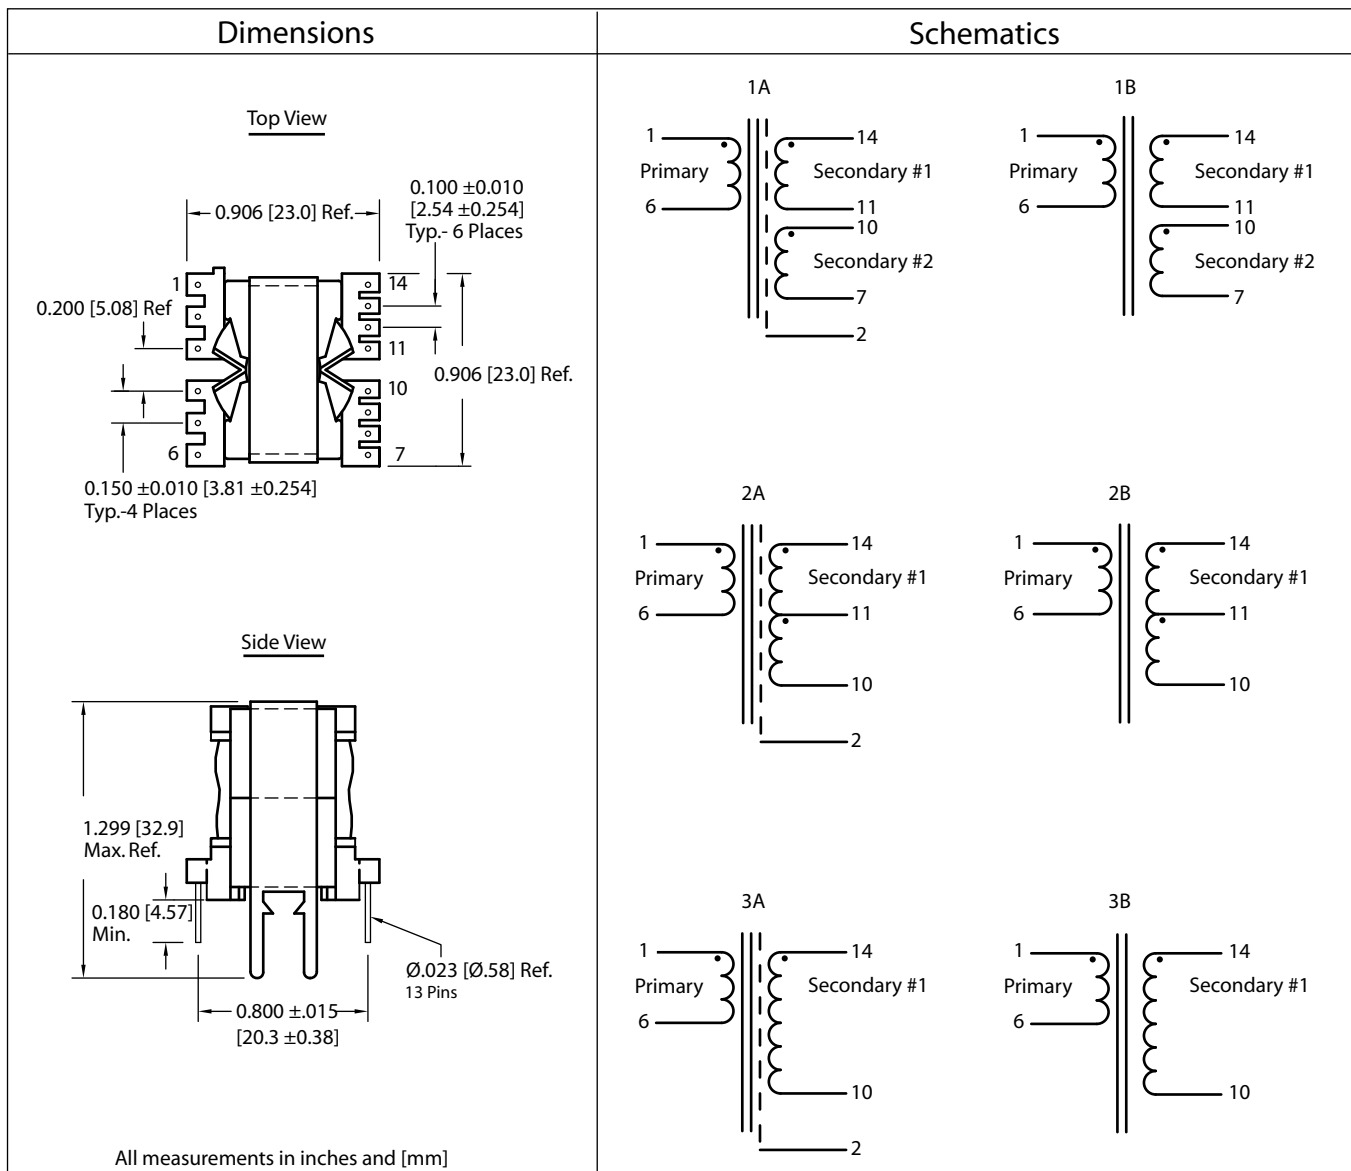 Dimensions
Schematics
Top View
0.906 [23.0] Ref.
0.100 ±0.010
[2.54 ±0.254]
Typ.- 6 Places
1
14
0.200 [5.08] Ref
11
0.906 [23.0] Ref.
10
6
7
0.150 ±0.010 [3.81 ±0.254]
Typ.-4 Places
Side View
1.299 [32.9]
Max. Ref.
0.180 [4.57]
Min.
Ø.023 [Ø.58] Ref.
13 Pins
0.800 ±.015
[20.3 ±0.38]
All measurements in inches and [mm]
1A
1
14
Primary
Secondary #1
6
11
10
Secondary #2
7
2
1B
1
14
Primary
Secondary #1
6
11
10
Secondary #2
7
2A
1
14
Primary
Secondary #1
6
11
10
2
2B
1
14
Primary
Secondary #1
6
11
10
3A
1
14
Primary
Secondary #1
6
10
2
3B
1
14
Primary
Secondary #1
6
10